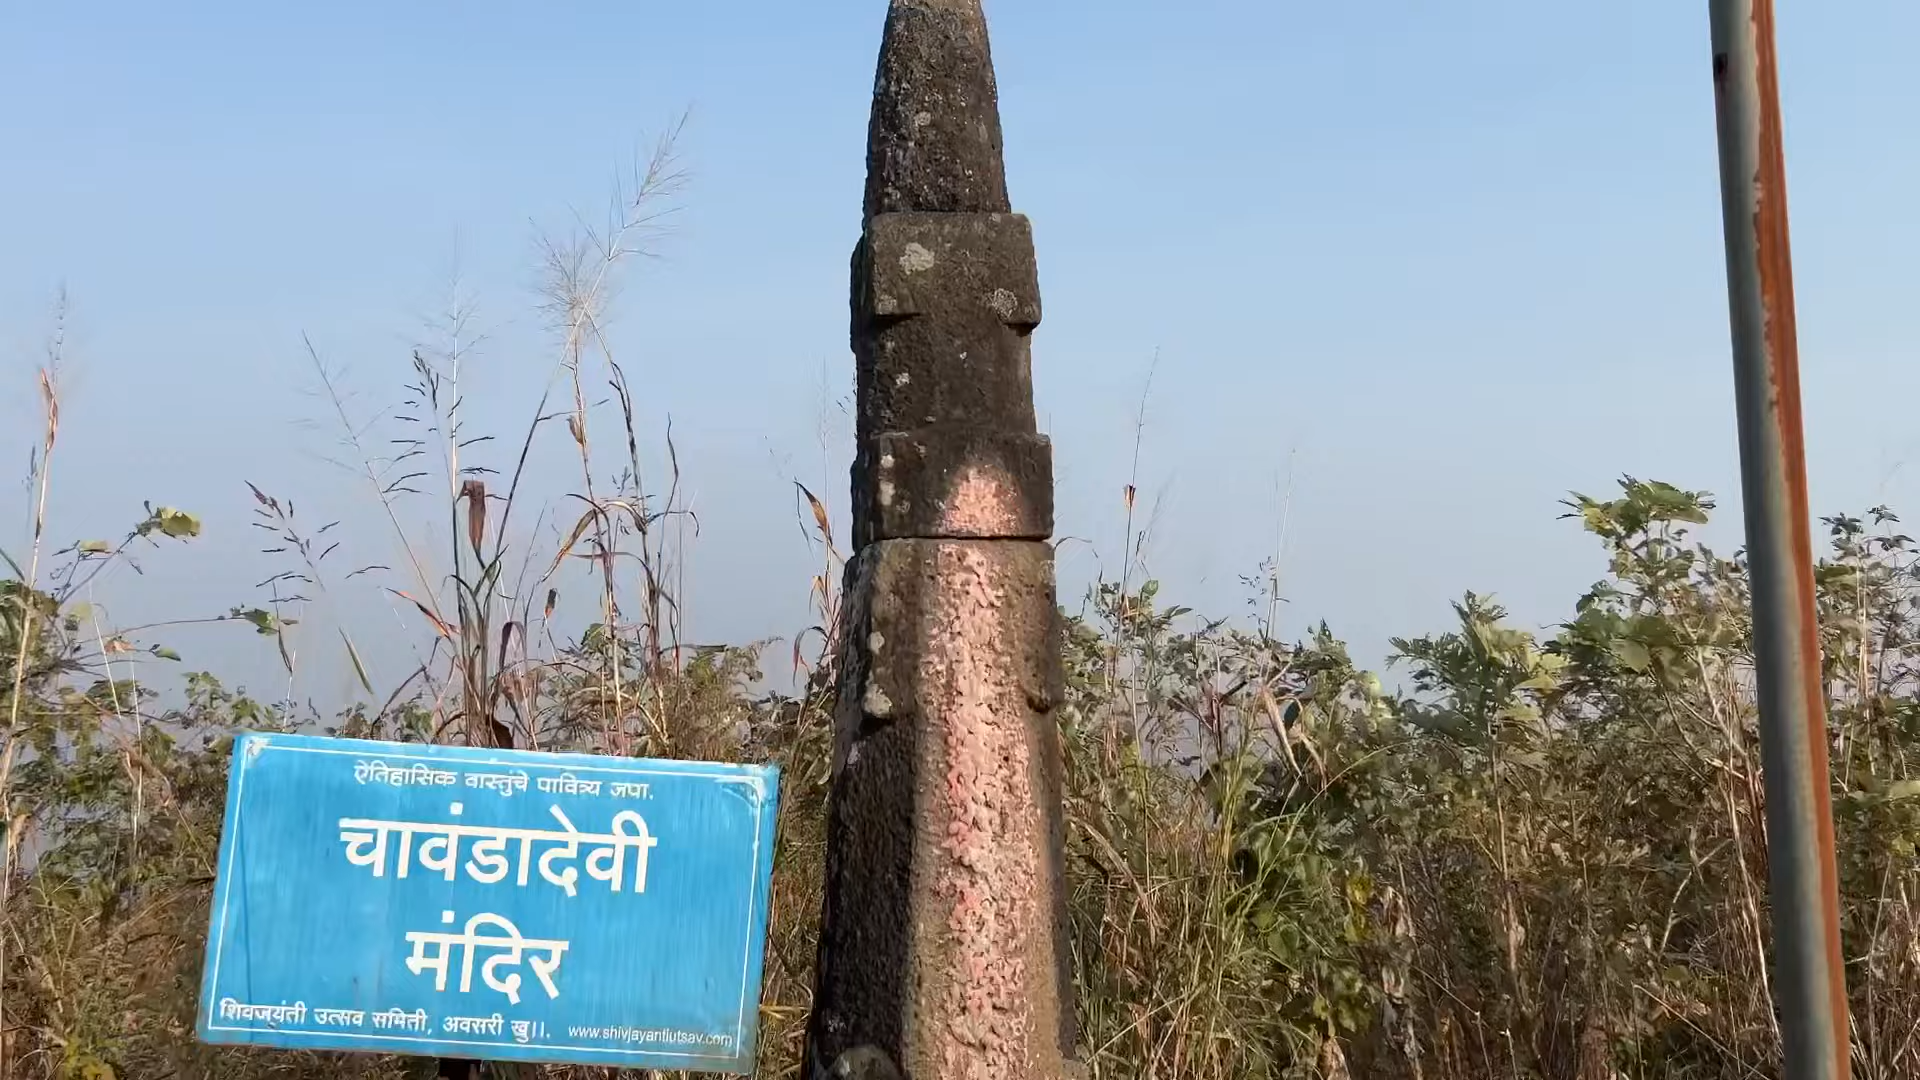 ऐतिहासिक वास्तुंचे पावित्र्य जपा.
चावंडादेवी
मंदिर
शिवजयंती उत्सव समिती, अवसरी खु।। www.shivjayantiutsav.com